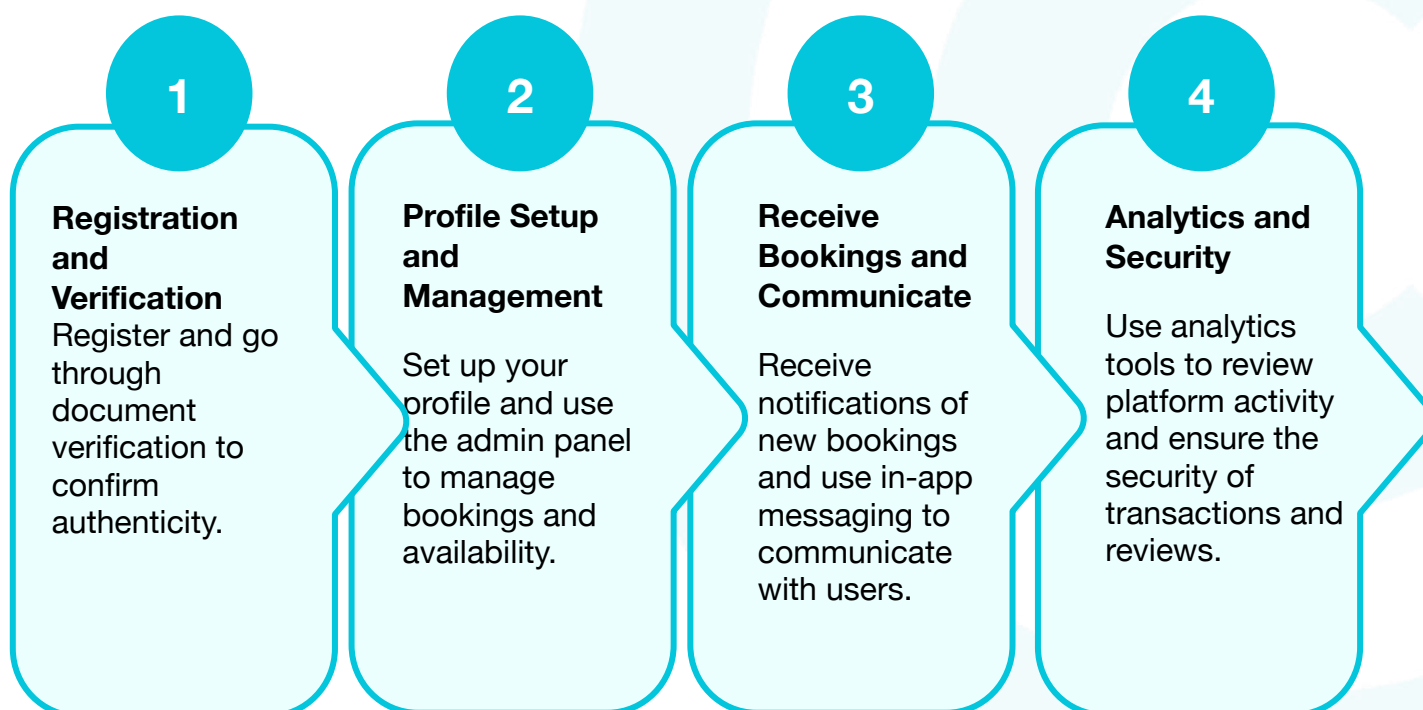 1
Registration
and
Verification
Register and go
through
document
verification to
confirm
authenticity.
2
Profile Setup
and
Management
Set up your
profile and use
the admin panel
to manage
bookings and
availability.
3
Receive
Bookings and
Communicate
Receive
notifications of
new bookings
and use in-app
messaging to
communicate
with users.
4
Analytics and
Security
Use analytics
tools to review
platform activity
and ensure the
security of
transactions and
reviews.